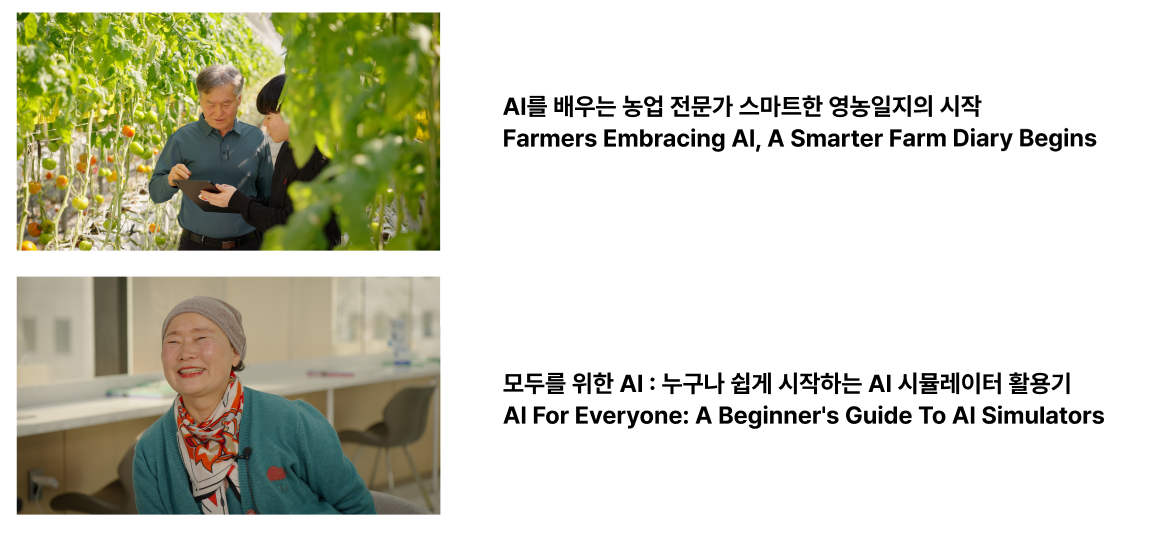 AI를 배우는 농업 전문가 스마트한 영농일지의 시작
Farmers Embracing AI, A Smarter Farm Diary Begins
모두를 위한 AI : 누구나 쉽게 시작하는 AI 시뮬레이터 활용기
AI For Everyone: A Beginner's Guide To AI Simulators